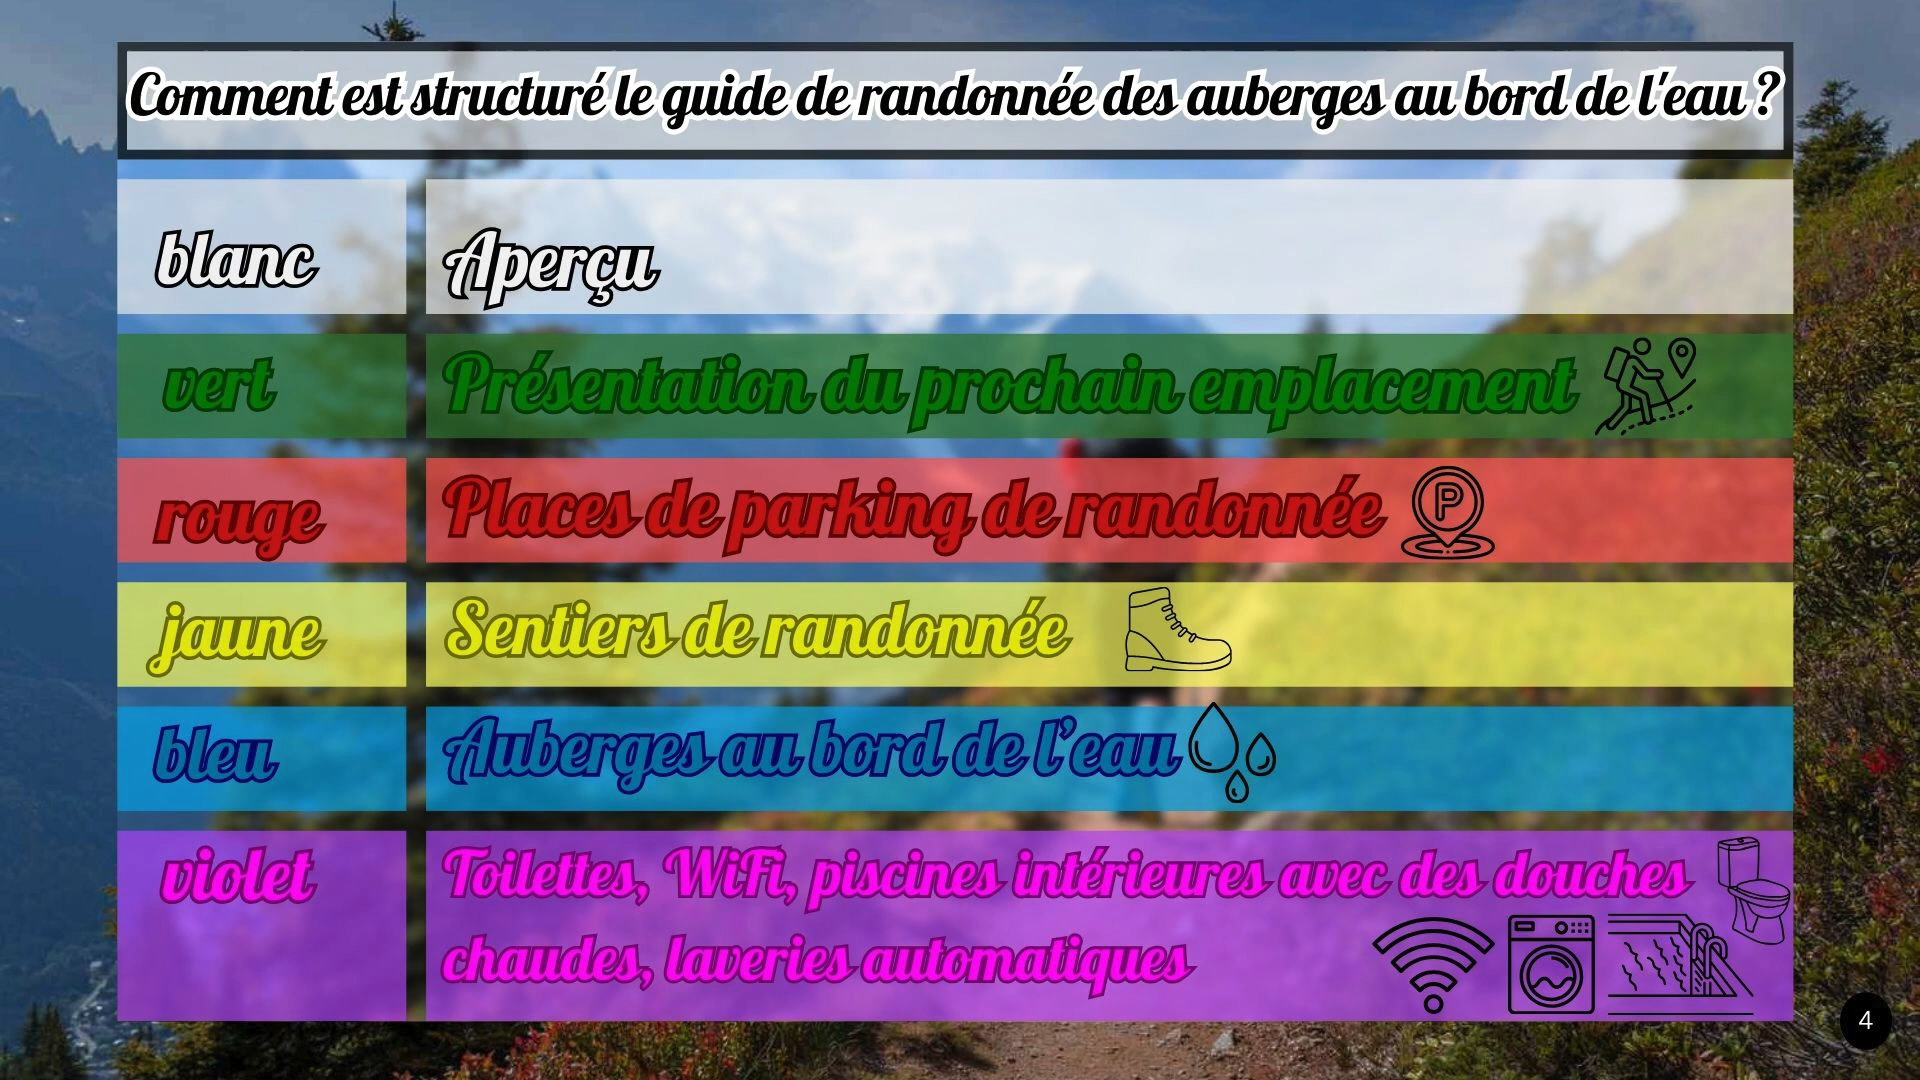 Comment est structuré le guide de randonnée des auberges au bord de l'eau ?
blanc
Aperçu
vert
Présentation du prochain emplacement
rouge
Places de parking de randonnée
P
jaune
Sentiers de randonnée
bleu
Auberges au bord de l’eau
violet
Toilettes, WiFi, piscines intérieures avec des douches
chaudes, laveries automatiques
4